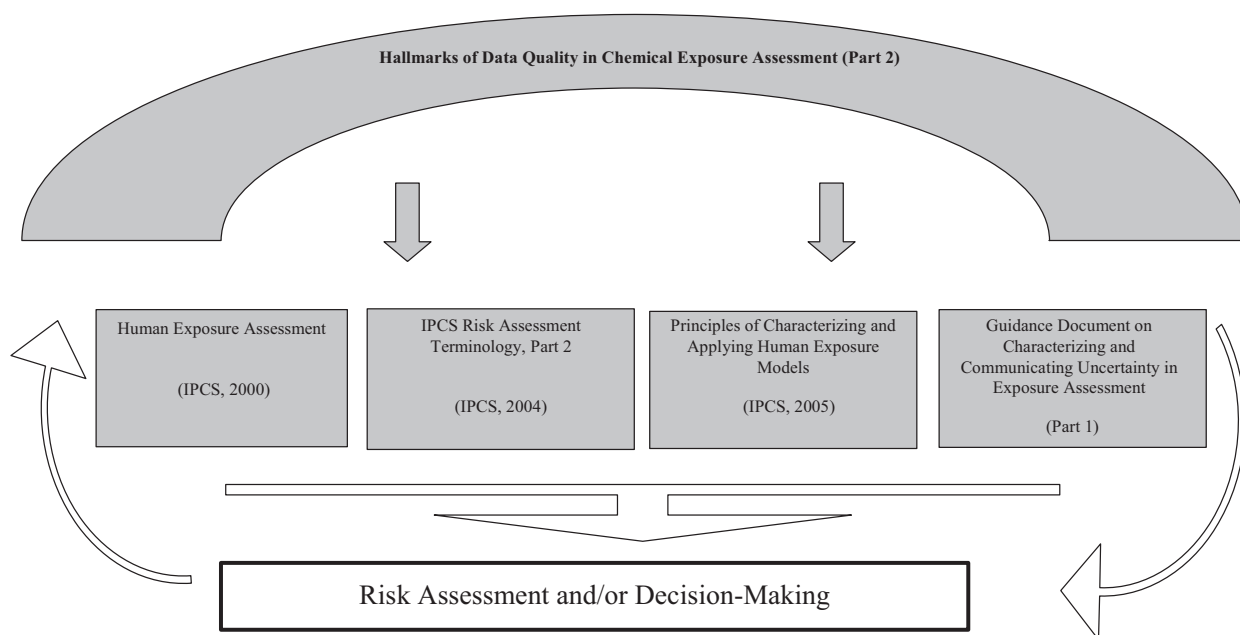 Hallmarks of Data Quality in Chemical Exposure Assessment (Part 2)
Human Exposure Assessment
(IPCS, 2000)
IPCS Risk Assessment
Terminology, Part 2
(IPCS, 2004)
Principles of Characterizing and
Applying Human Exposure
Models
(IPCS, 2005)
Guidance Document on
Characterizing and
Communicating Uncertainty in
Exposure Assessment
(Part 1)
Risk Assessment and/or Decision-Making